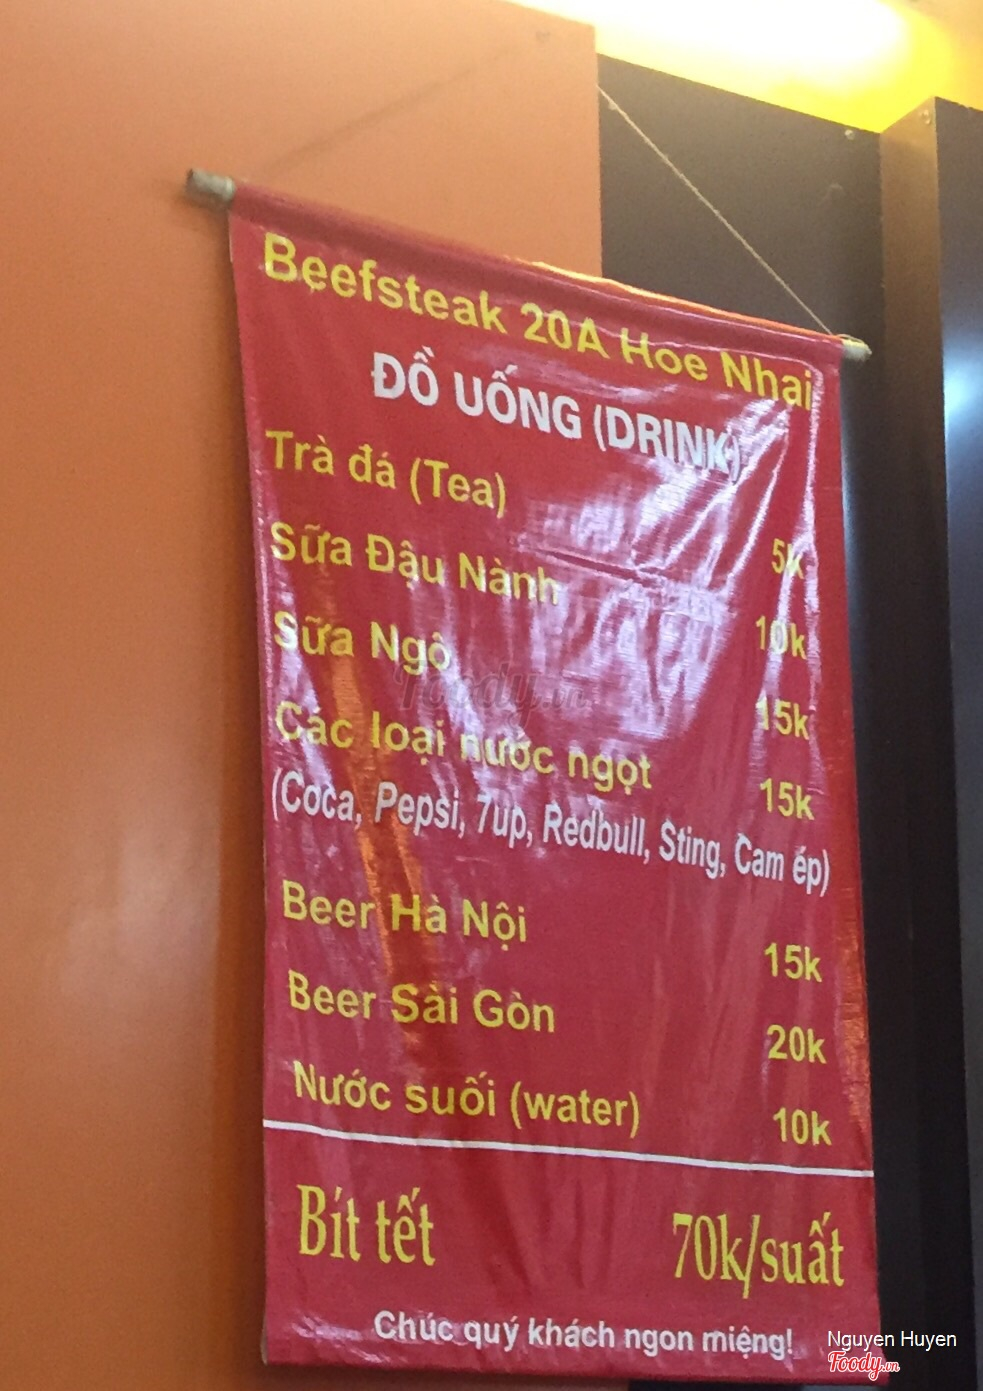 Beefsteak 20A Hoe Nhai
ĐỒ UỐNG (DRINK)
Trà đá (Tea) 5k
Sữa Đậu Nành 10k
Sữa Ngô 15k
Các loại nước ngọt 15k
(Coca, Pepsi, 7up, Redbull, Sting, Cam ép)
Beer Hà Nội 15k
Beer Sài Gòn 20k
Nước suối (water) 10k
Bít tết 70k/suất
Chúc quý khách ngon miệng!
Foody.vn
Nguyen Huyen
Foody.vn